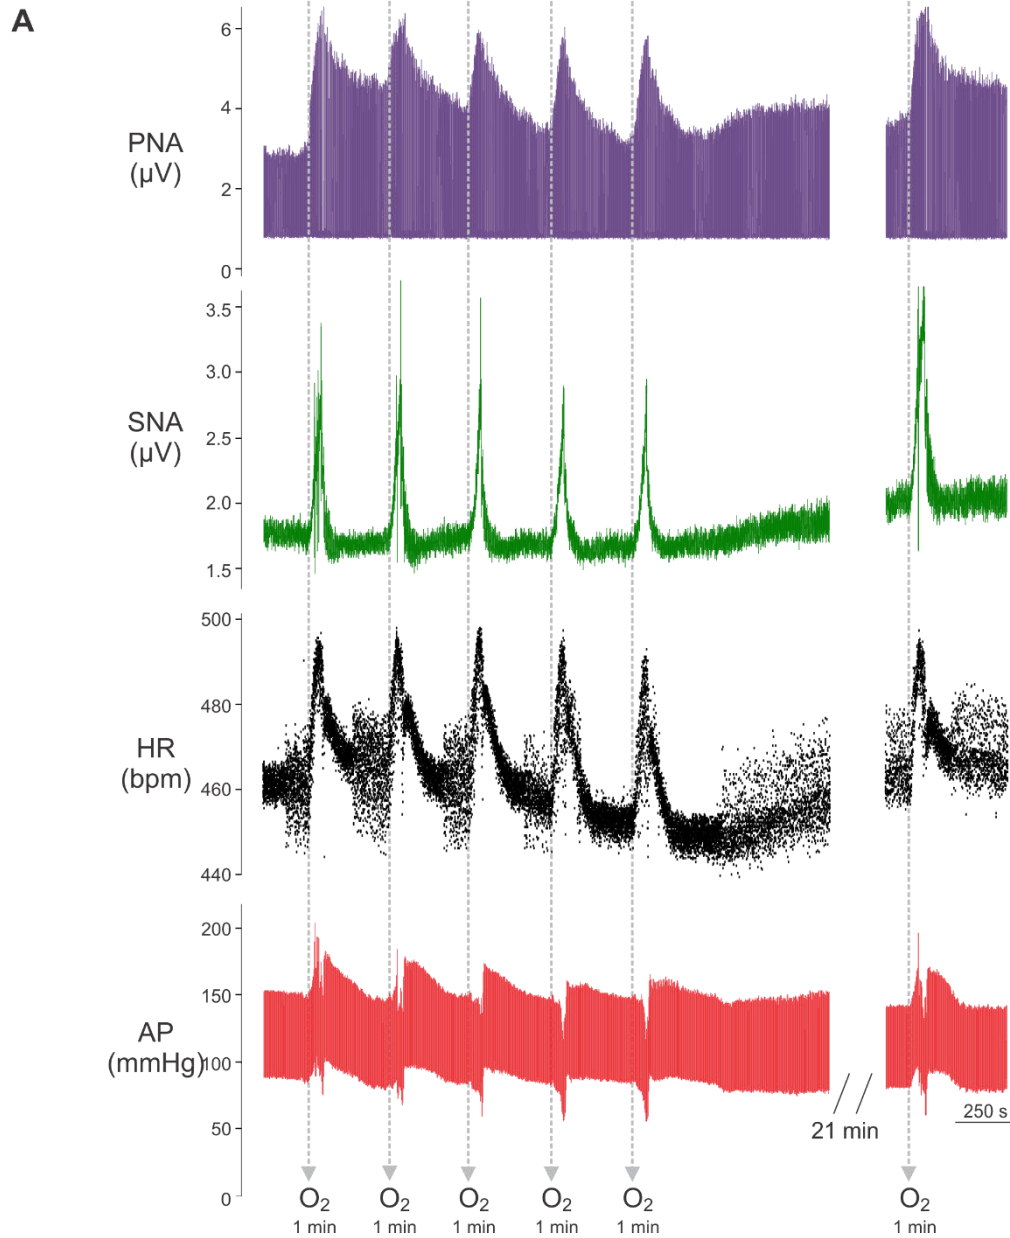 A
6
4
2
0
PNA
(µV)
3.5
3.0
2.5
2.0
1.5
SNA
(µV)
500
480
460
440
HR
(bpm)
200
150
100
50
0
AP
(mmHg)
21 min
250 s
O₂ O₂ O₂ O₂ O₂ O₂
1 min 1 min 1 min 1 min 1 min 1 min